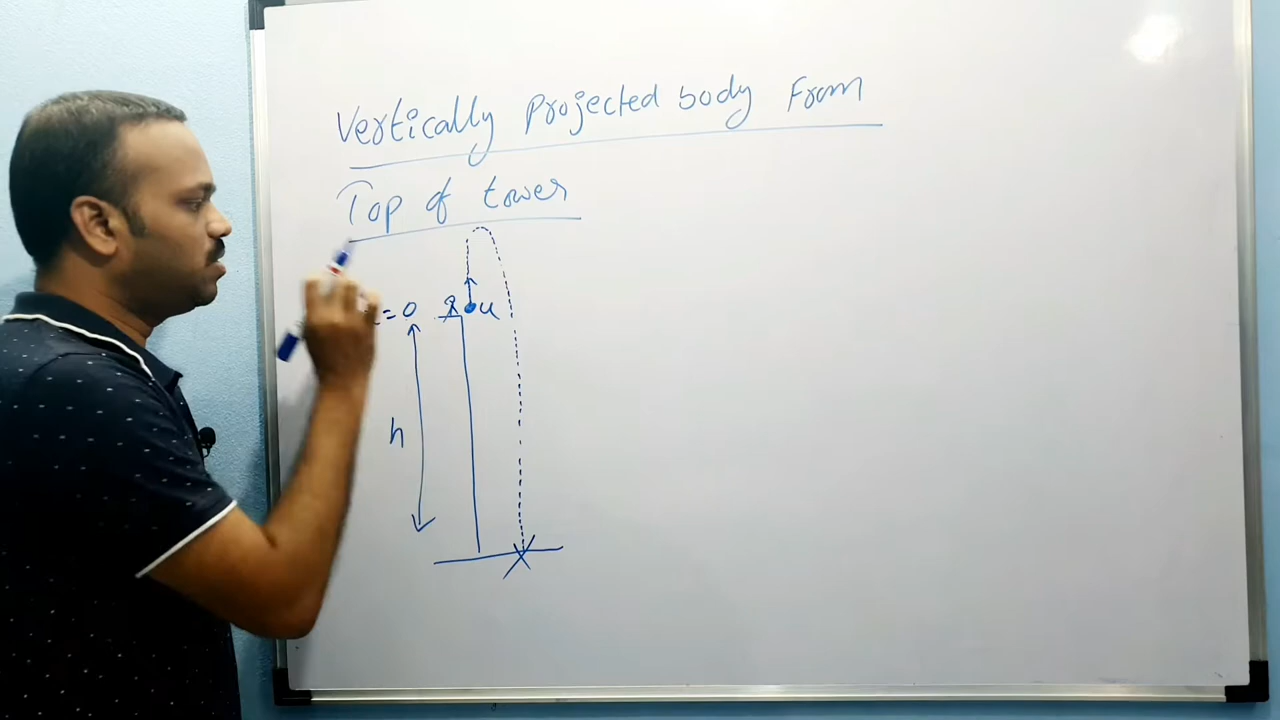 Vertically Projected body From
Top of tower
= 0
u
h